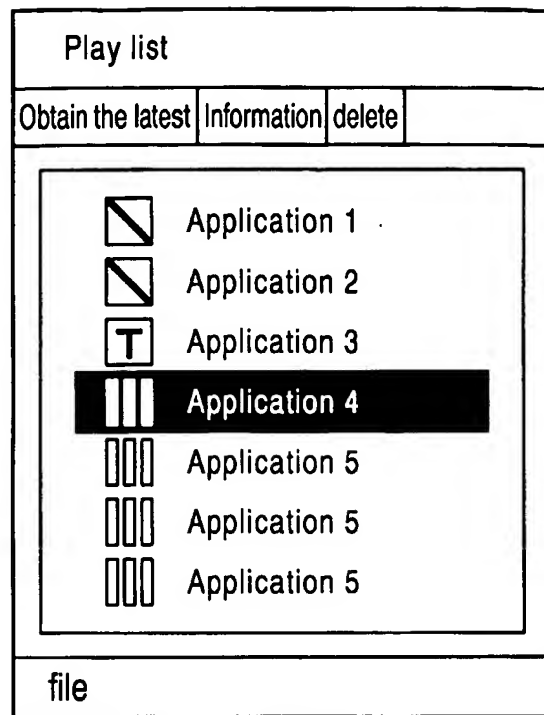 Play list
Obtain the latest Information delete
Application 1
Application 2
T Application 3
Application 4
Application 5
Application 5
Application 5
file